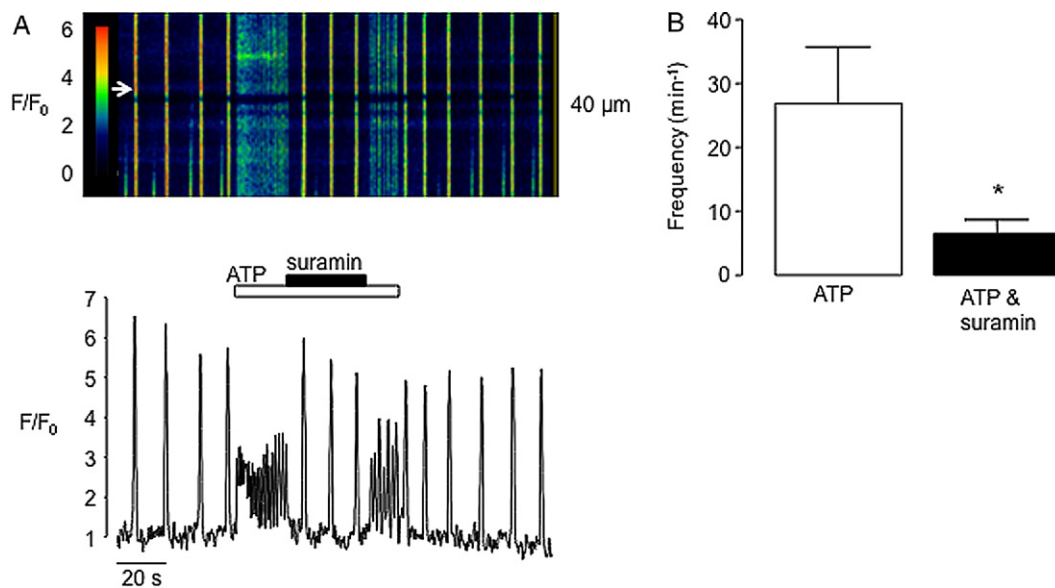 A
6
4
F/F0
2
0
40 μm
ATP
suramin
7
6
5
4
F/F0
3
2
1
20 s
B
Frequency (min-1)
40
30
20
10
0
*
ATP
ATP &
suramin